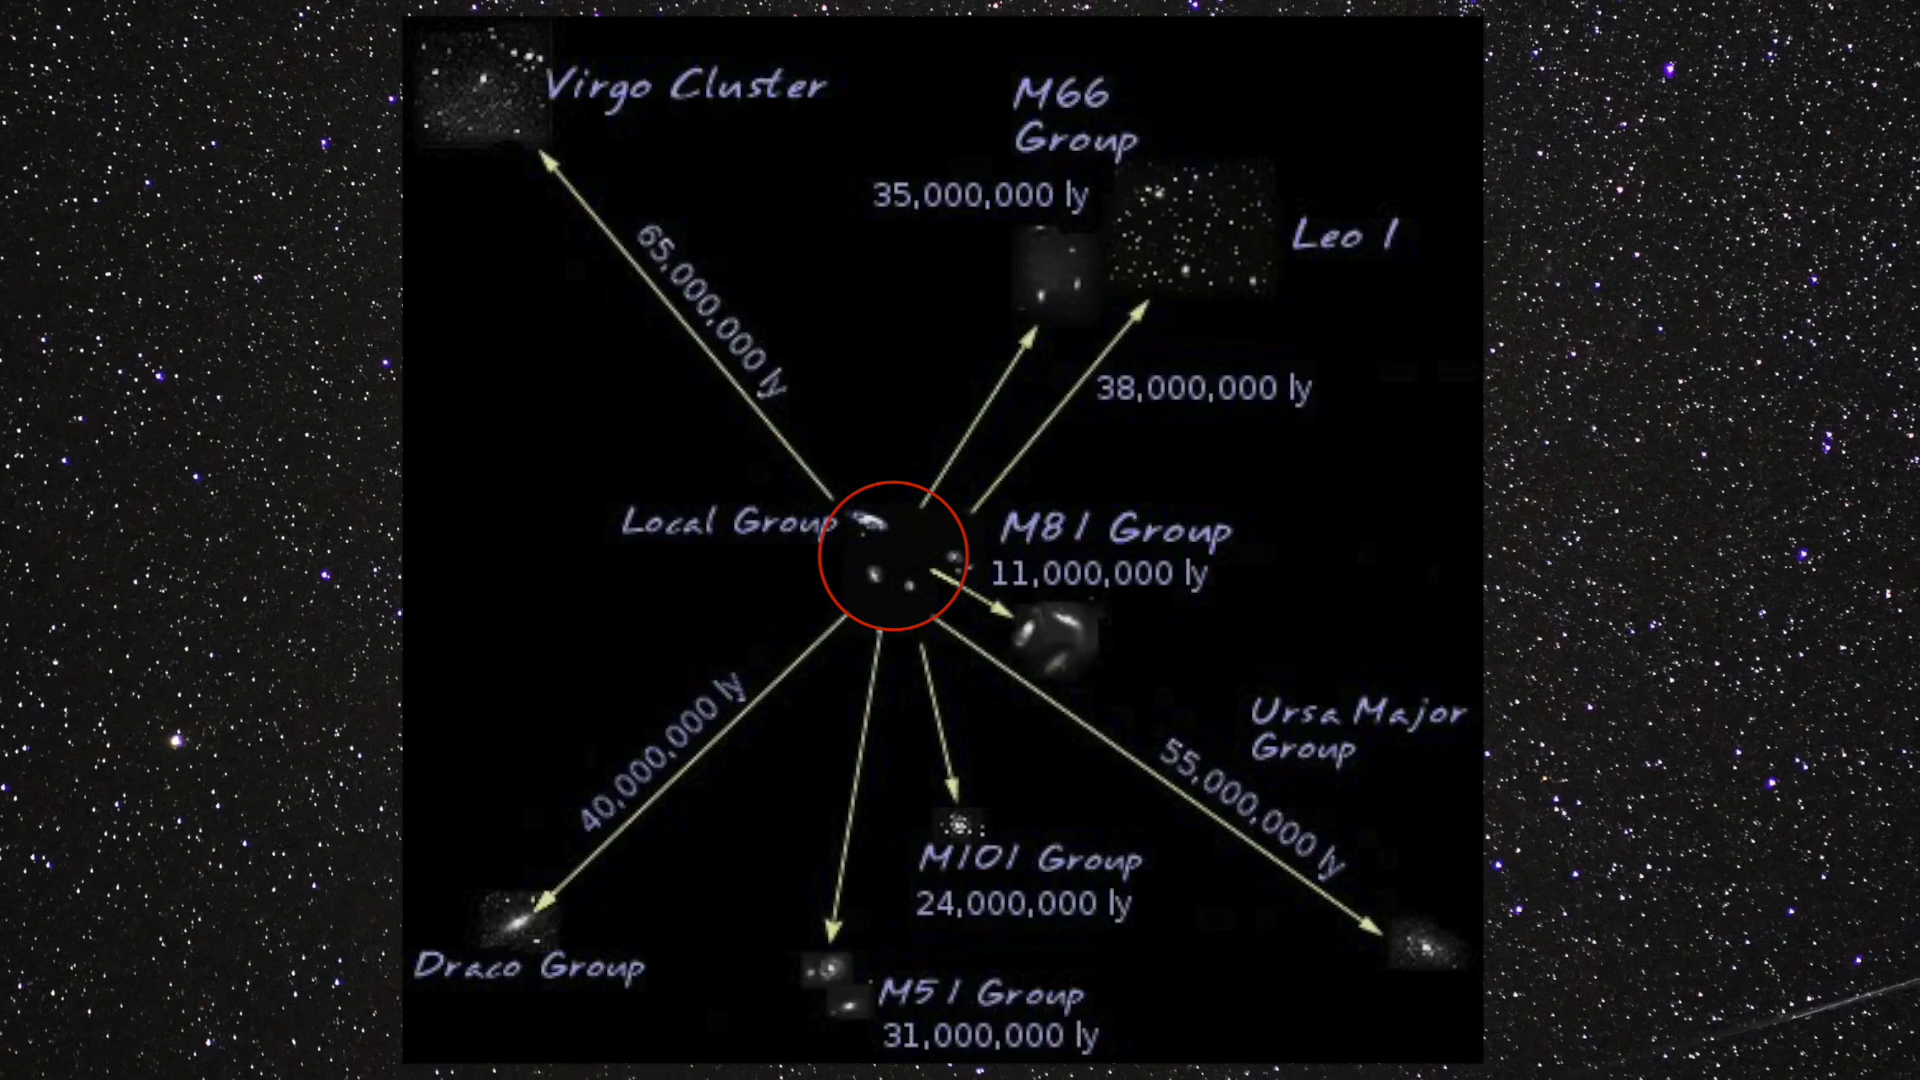 Virgo Cluster
M66
Group
35,000,000 ly
Leo I
65,000,000 ly
38,000,000 ly
Local Group
M81 Group
11,000,000 ly
40,000,000 ly
Ursa Major
Group
55,000,000 ly
M101 Group
24,000,000 ly
Draco Group
M51 Group
31,000,000 ly